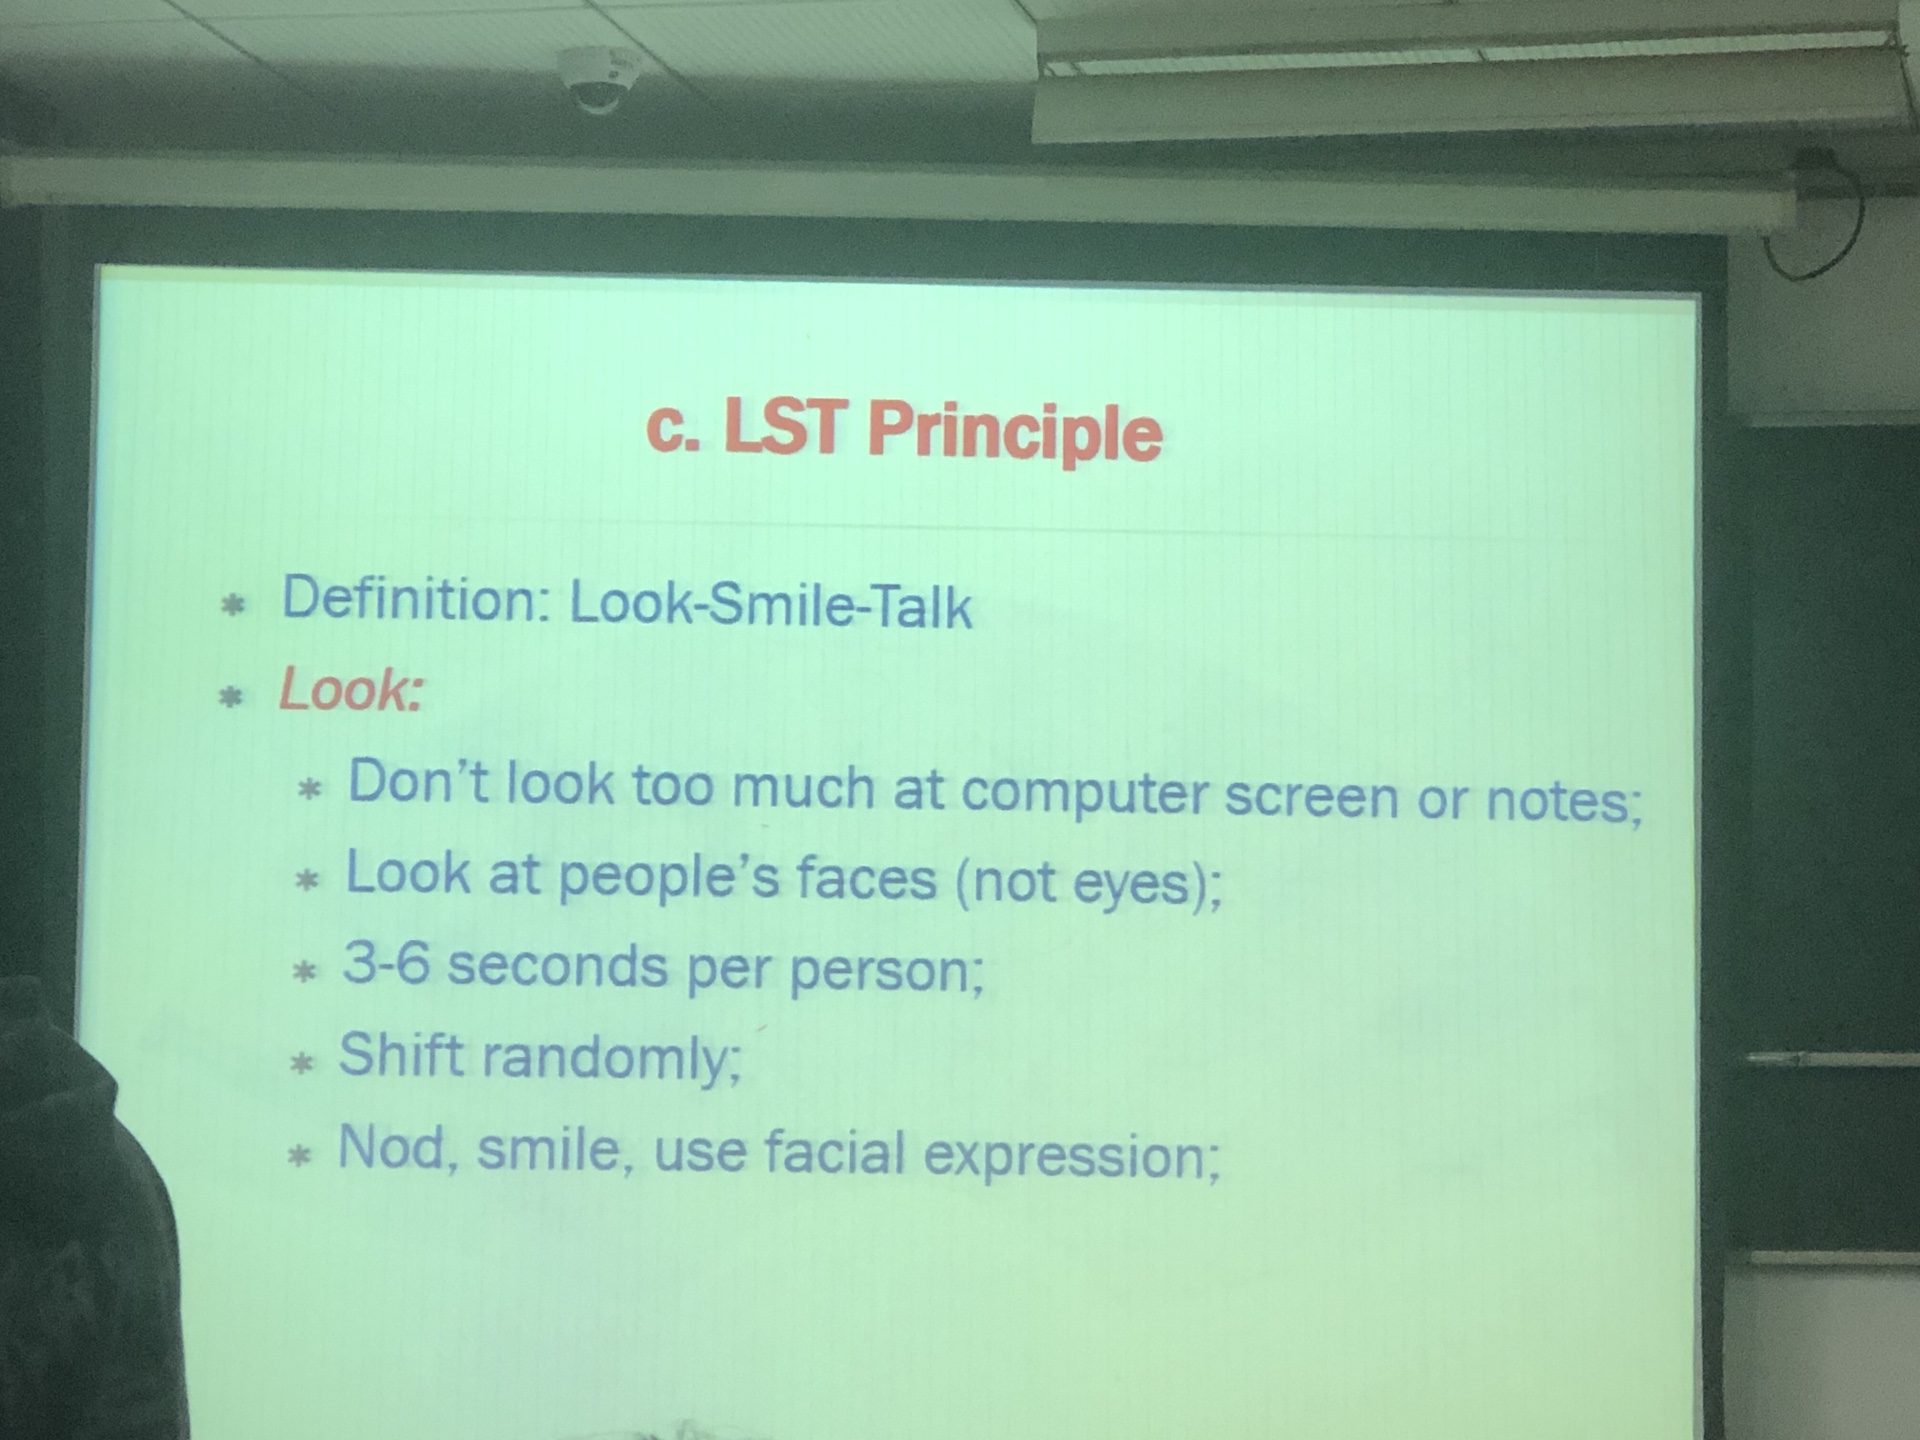 c. LST Principle
* Definition: Look-Smile-Talk
* Look:
* Don't look too much at computer screen or notes;
* Look at people's faces (not eyes);
* 3-6 seconds per person;
* Shift randomly;
* Nod, smile, use facial expression;